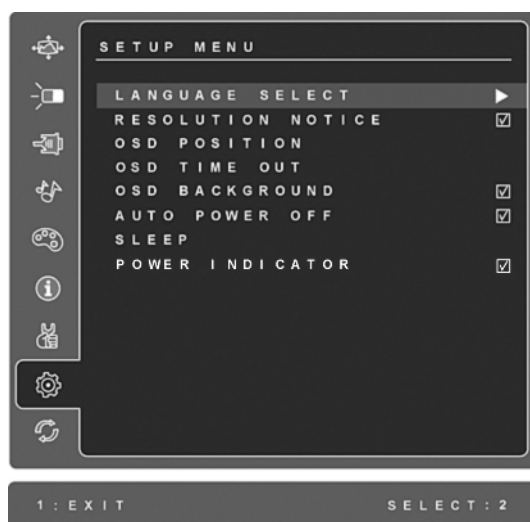 SETUP MENU
LANGUAGE SELECT
RESOLUTION NOTICE
OSD POSITION
OSD TIME OUT
OSD BACKGROUND
AUTO POWER OFF
SLEEP
POWER INDICATOR
1:EXIT SELECT:2